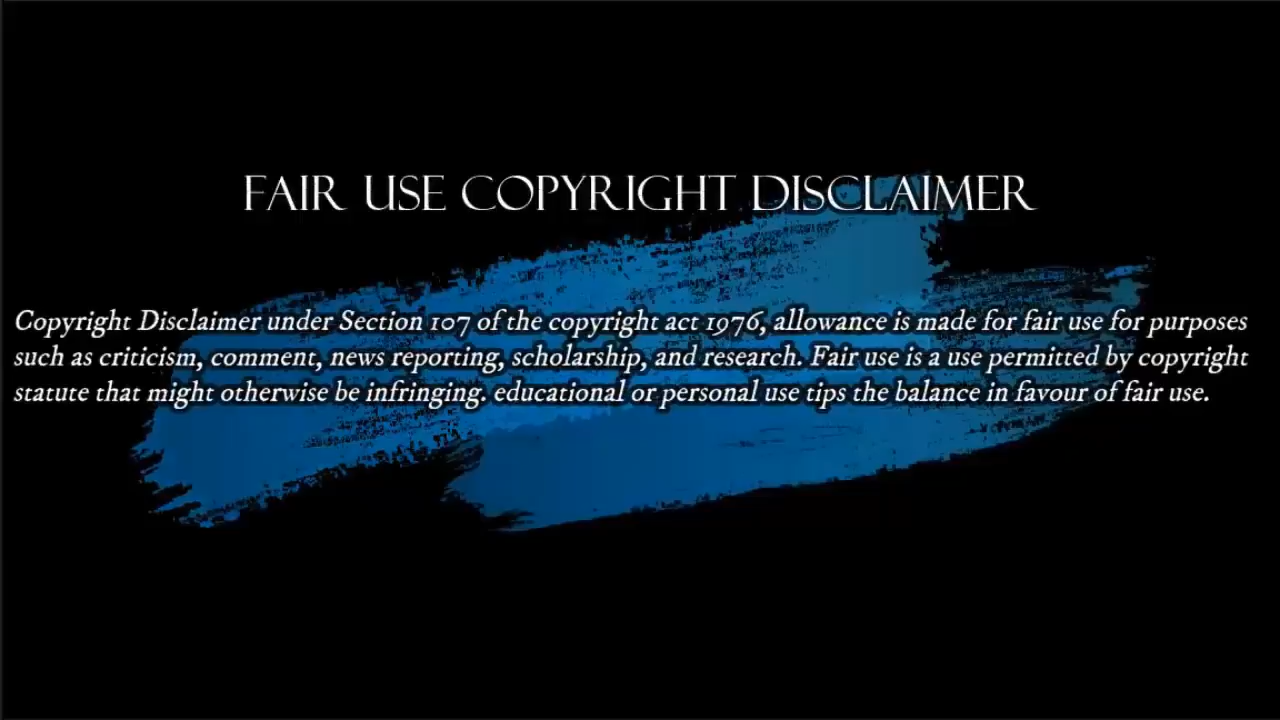 FAIR USE COPYRIGHT DISCLAIMER
Copyright Disclaimer under Section 107 of the copyright act 1976, allowance is made for fair use for purposes
such as criticism, comment, news reporting, scholarship, and research. Fair use is a use permitted by copyright
statute that might otherwise be infringing. educational or personal use tips the balance in favour of fair use.